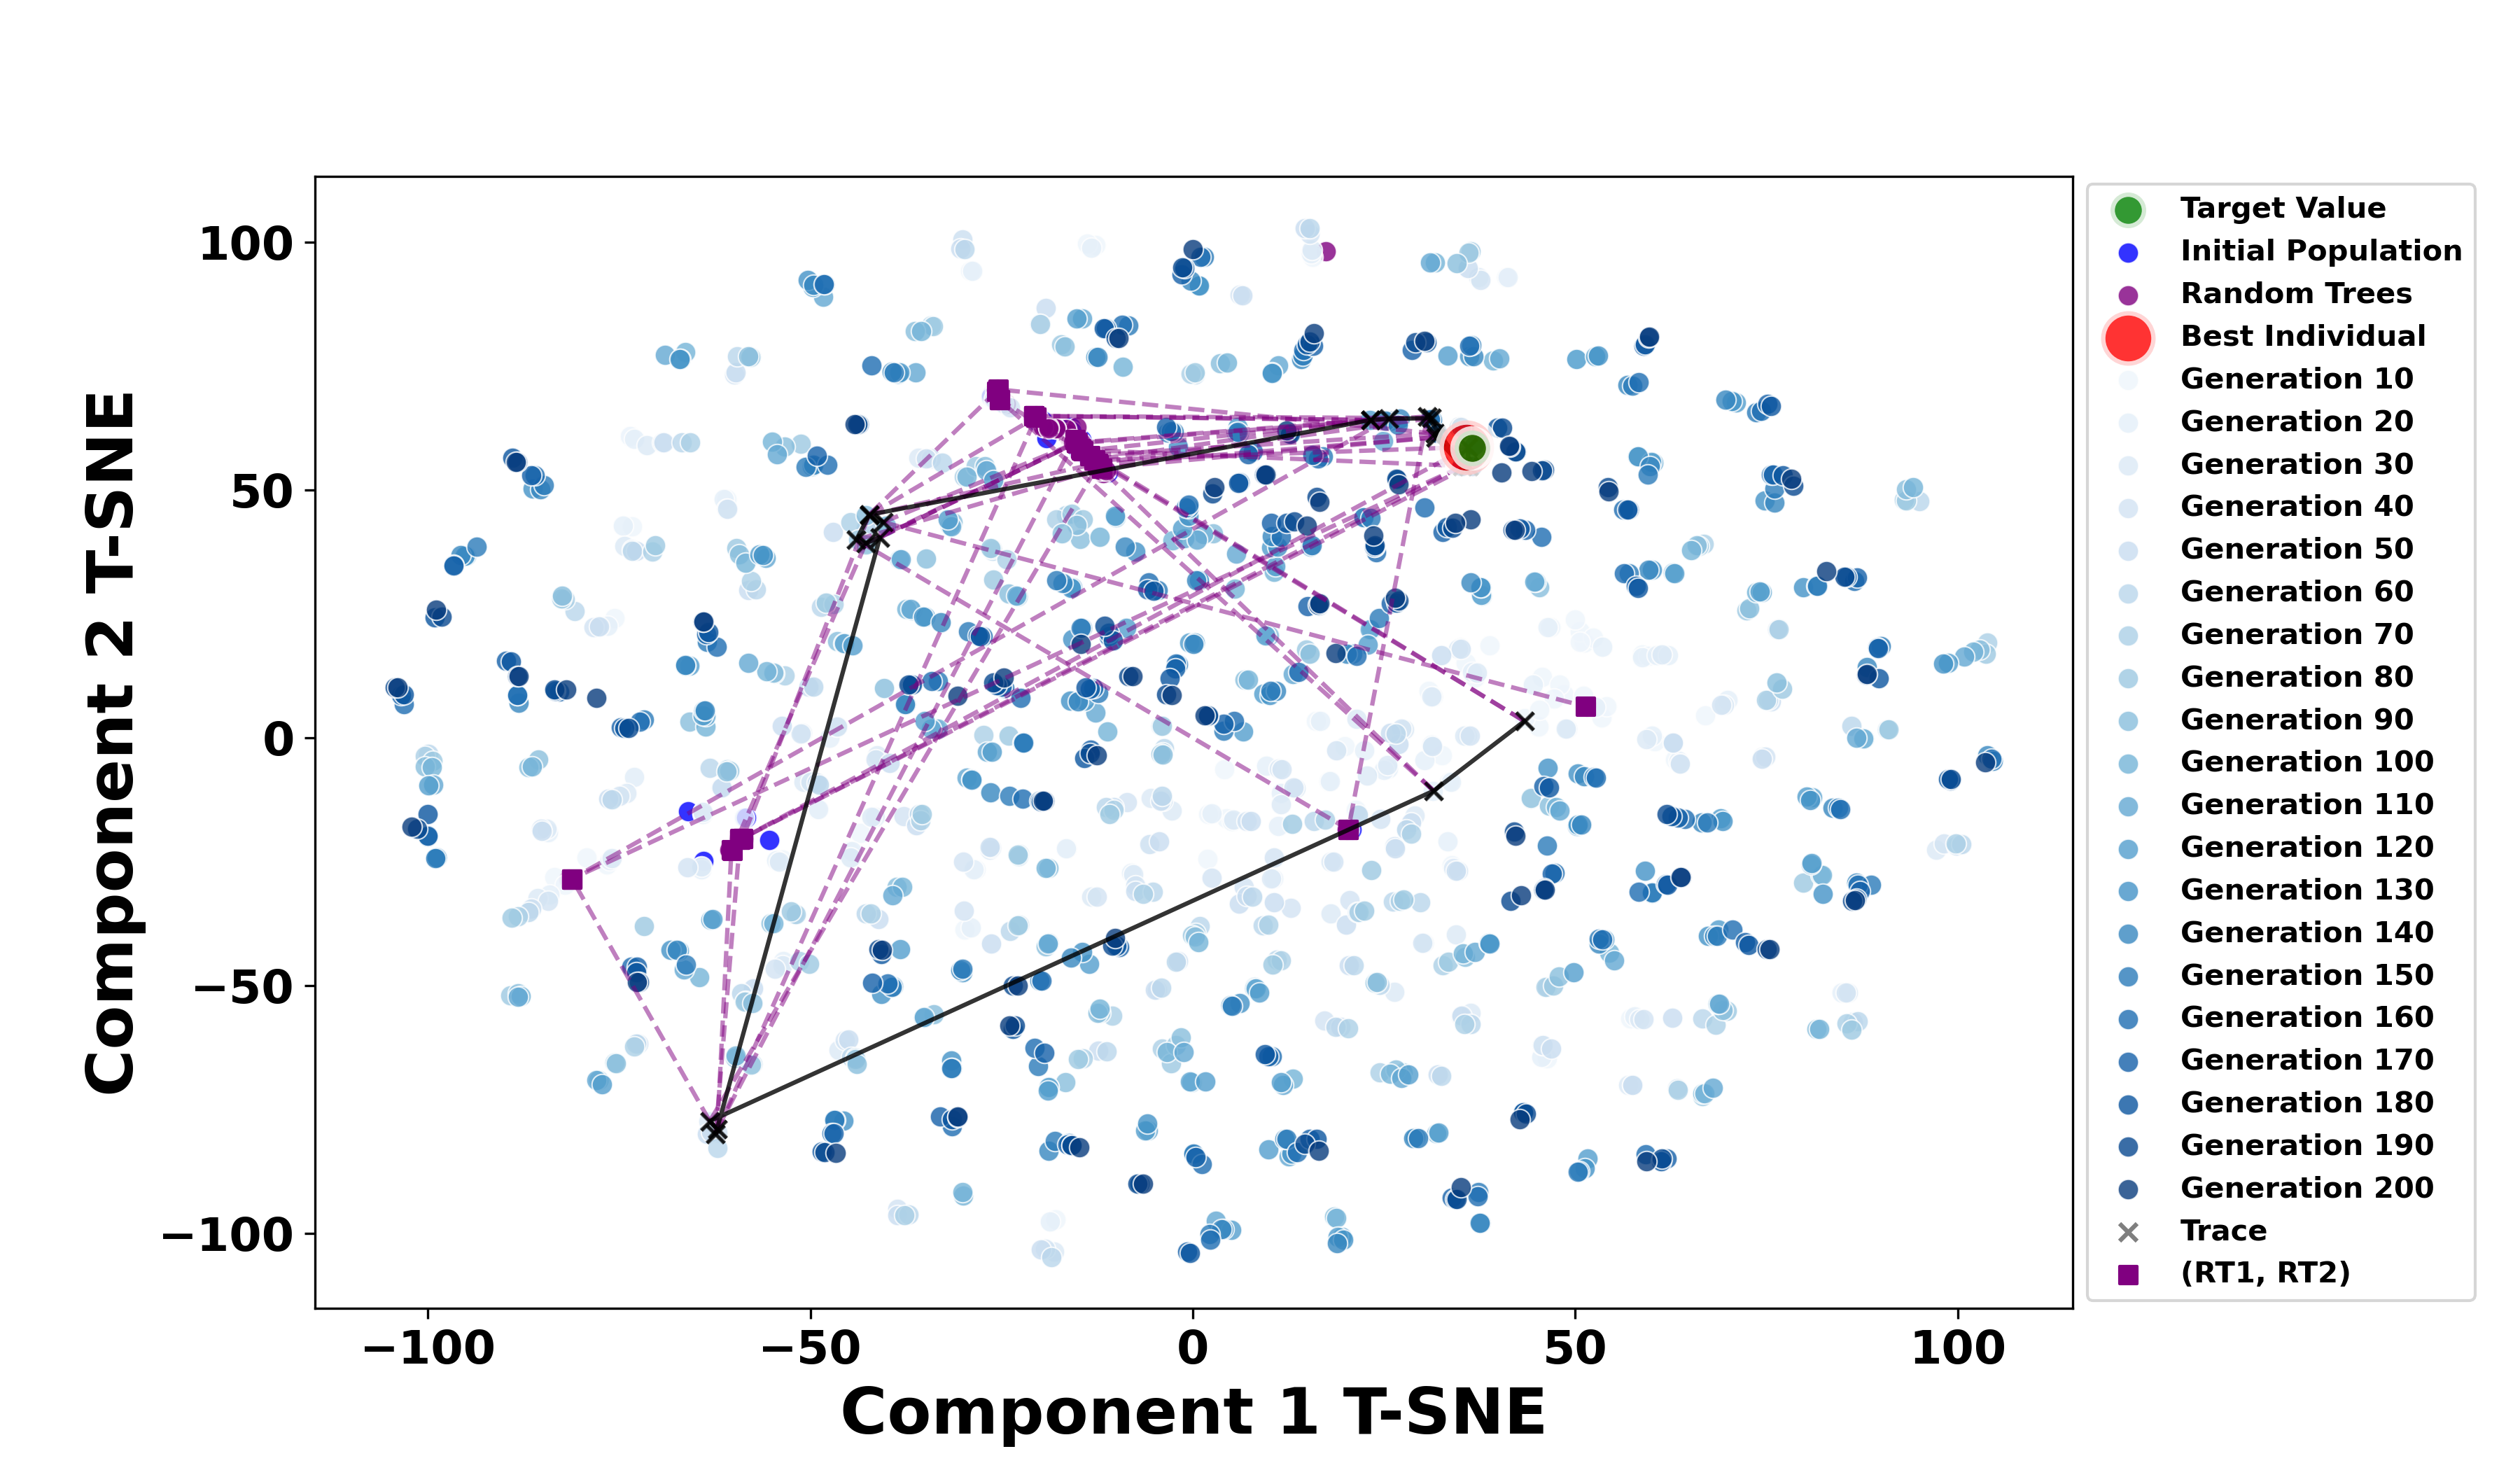 Component 2 T-SNE
100
50
0
−50
−100
−100
−50
0
50
100
Component 1 T-SNE
Target Value
Initial Population
Random Trees
Best Individual
Generation 10
Generation 20
Generation 30
Generation 40
Generation 50
Generation 60
Generation 70
Generation 80
Generation 90
Generation 100
Generation 110
Generation 120
Generation 130
Generation 140
Generation 150
Generation 160
Generation 170
Generation 180
Generation 190
Generation 200
Trace
(RT1, RT2)